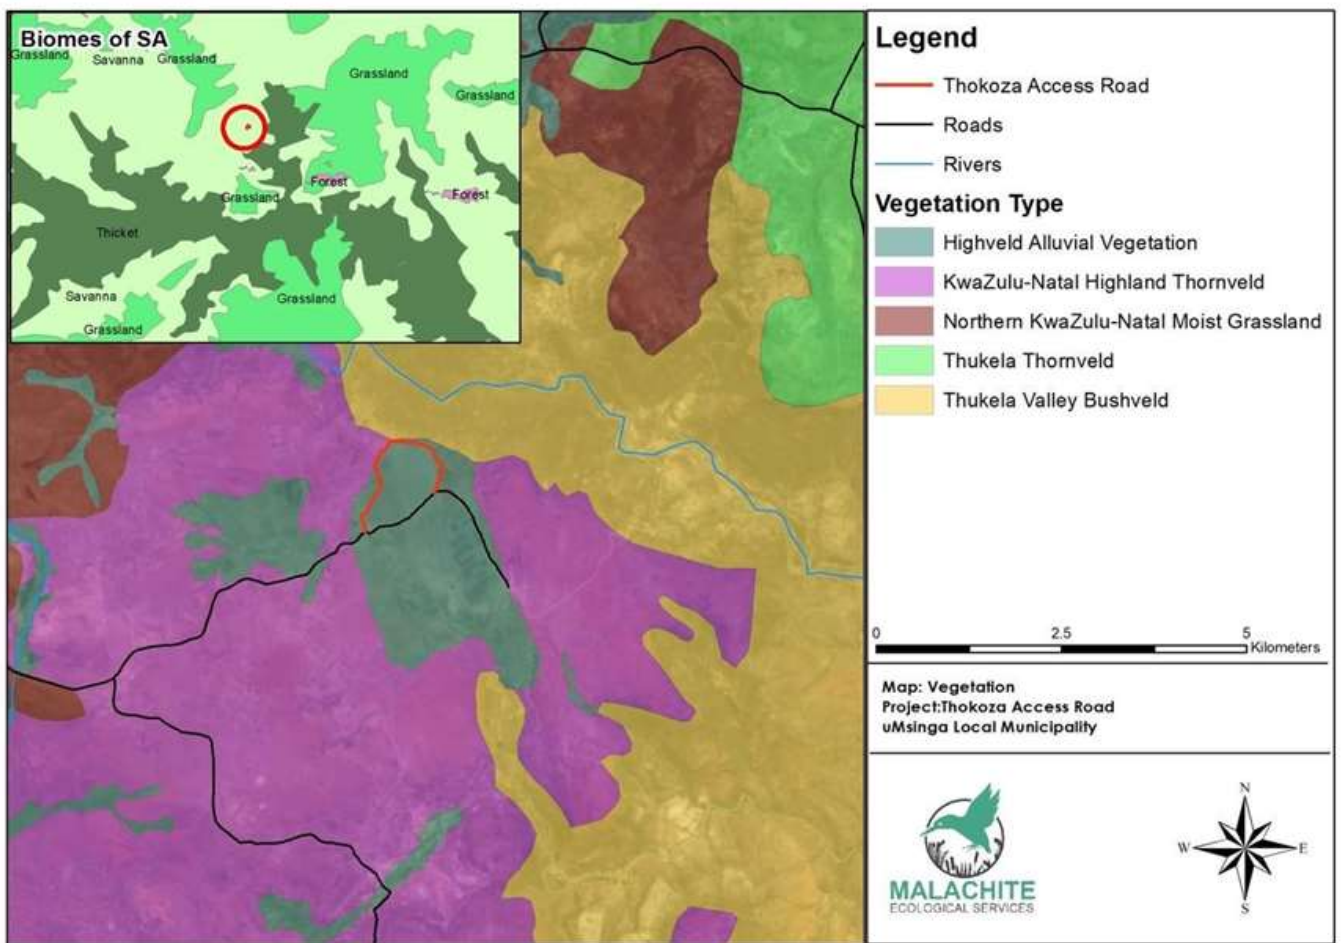 Biomes of SA
Grassland
Savanna
Grassland
Grassland
Grassland
Forest
Forest
Grassland
Thicket
Savanna
Grassland
Grassland
Legend
Thokoza Access Road
Roads
Rivers
Vegetation Type
Highveld Alluvial Vegetation
KwaZulu-Natal Highland Thornveld
Northern KwaZulu-Natal Moist Grassland
Thukela Thornveld
Thukela Valley Bushveld
0 2.5 5
Kilometers
Map: Vegetation
Project:Thokoza Access Road
uMsinga Local Municipality
MALACHITE
ECOLOGICAL SERVICES
N
W E
S